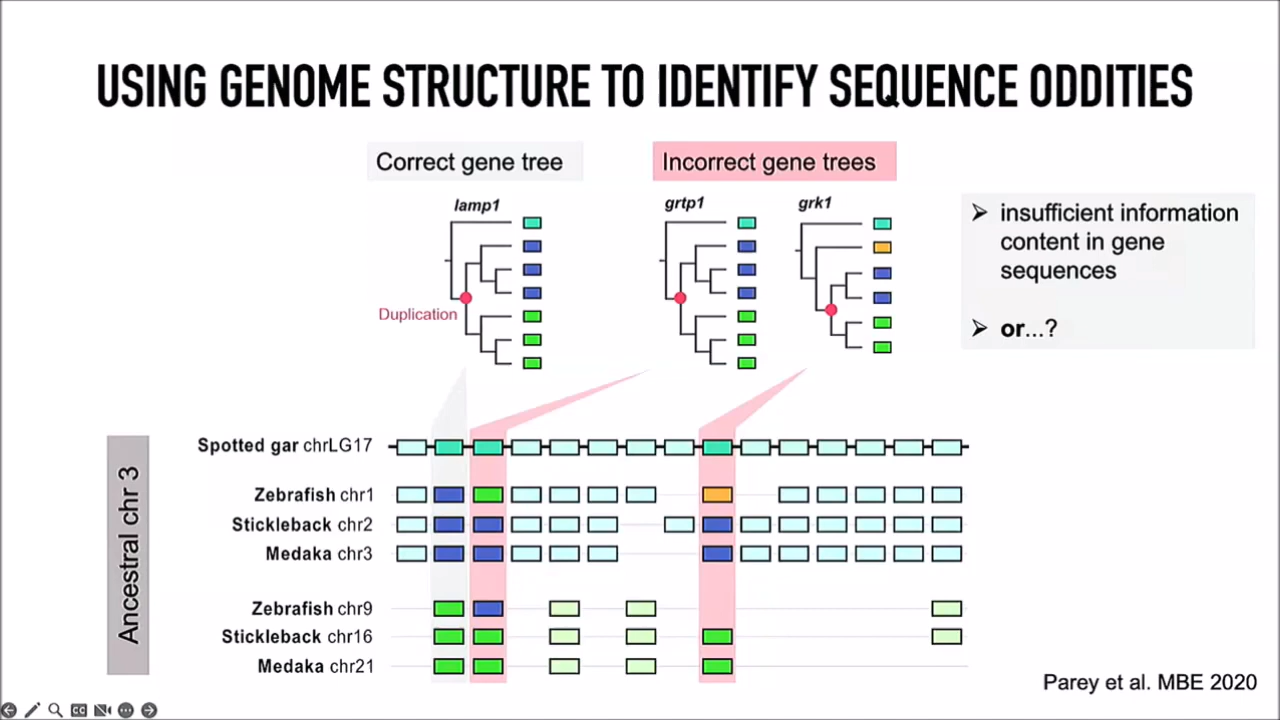 USING GENOME STRUCTURE TO IDENTIFY SEQUENCE ODDITIES
Correct gene tree
Incorrect gene trees
lamp1
grtp1
grk1
Duplication
➢ insufficient information
content in gene
sequences
➢ or...?
Ancestral chr 3
Spotted gar chrLG17
Zebrafish chr1
Stickleback chr2
Medaka chr3
Zebrafish chr9
Stickleback chr16
Medaka chr21
Parey et al. MBE 2020
CC